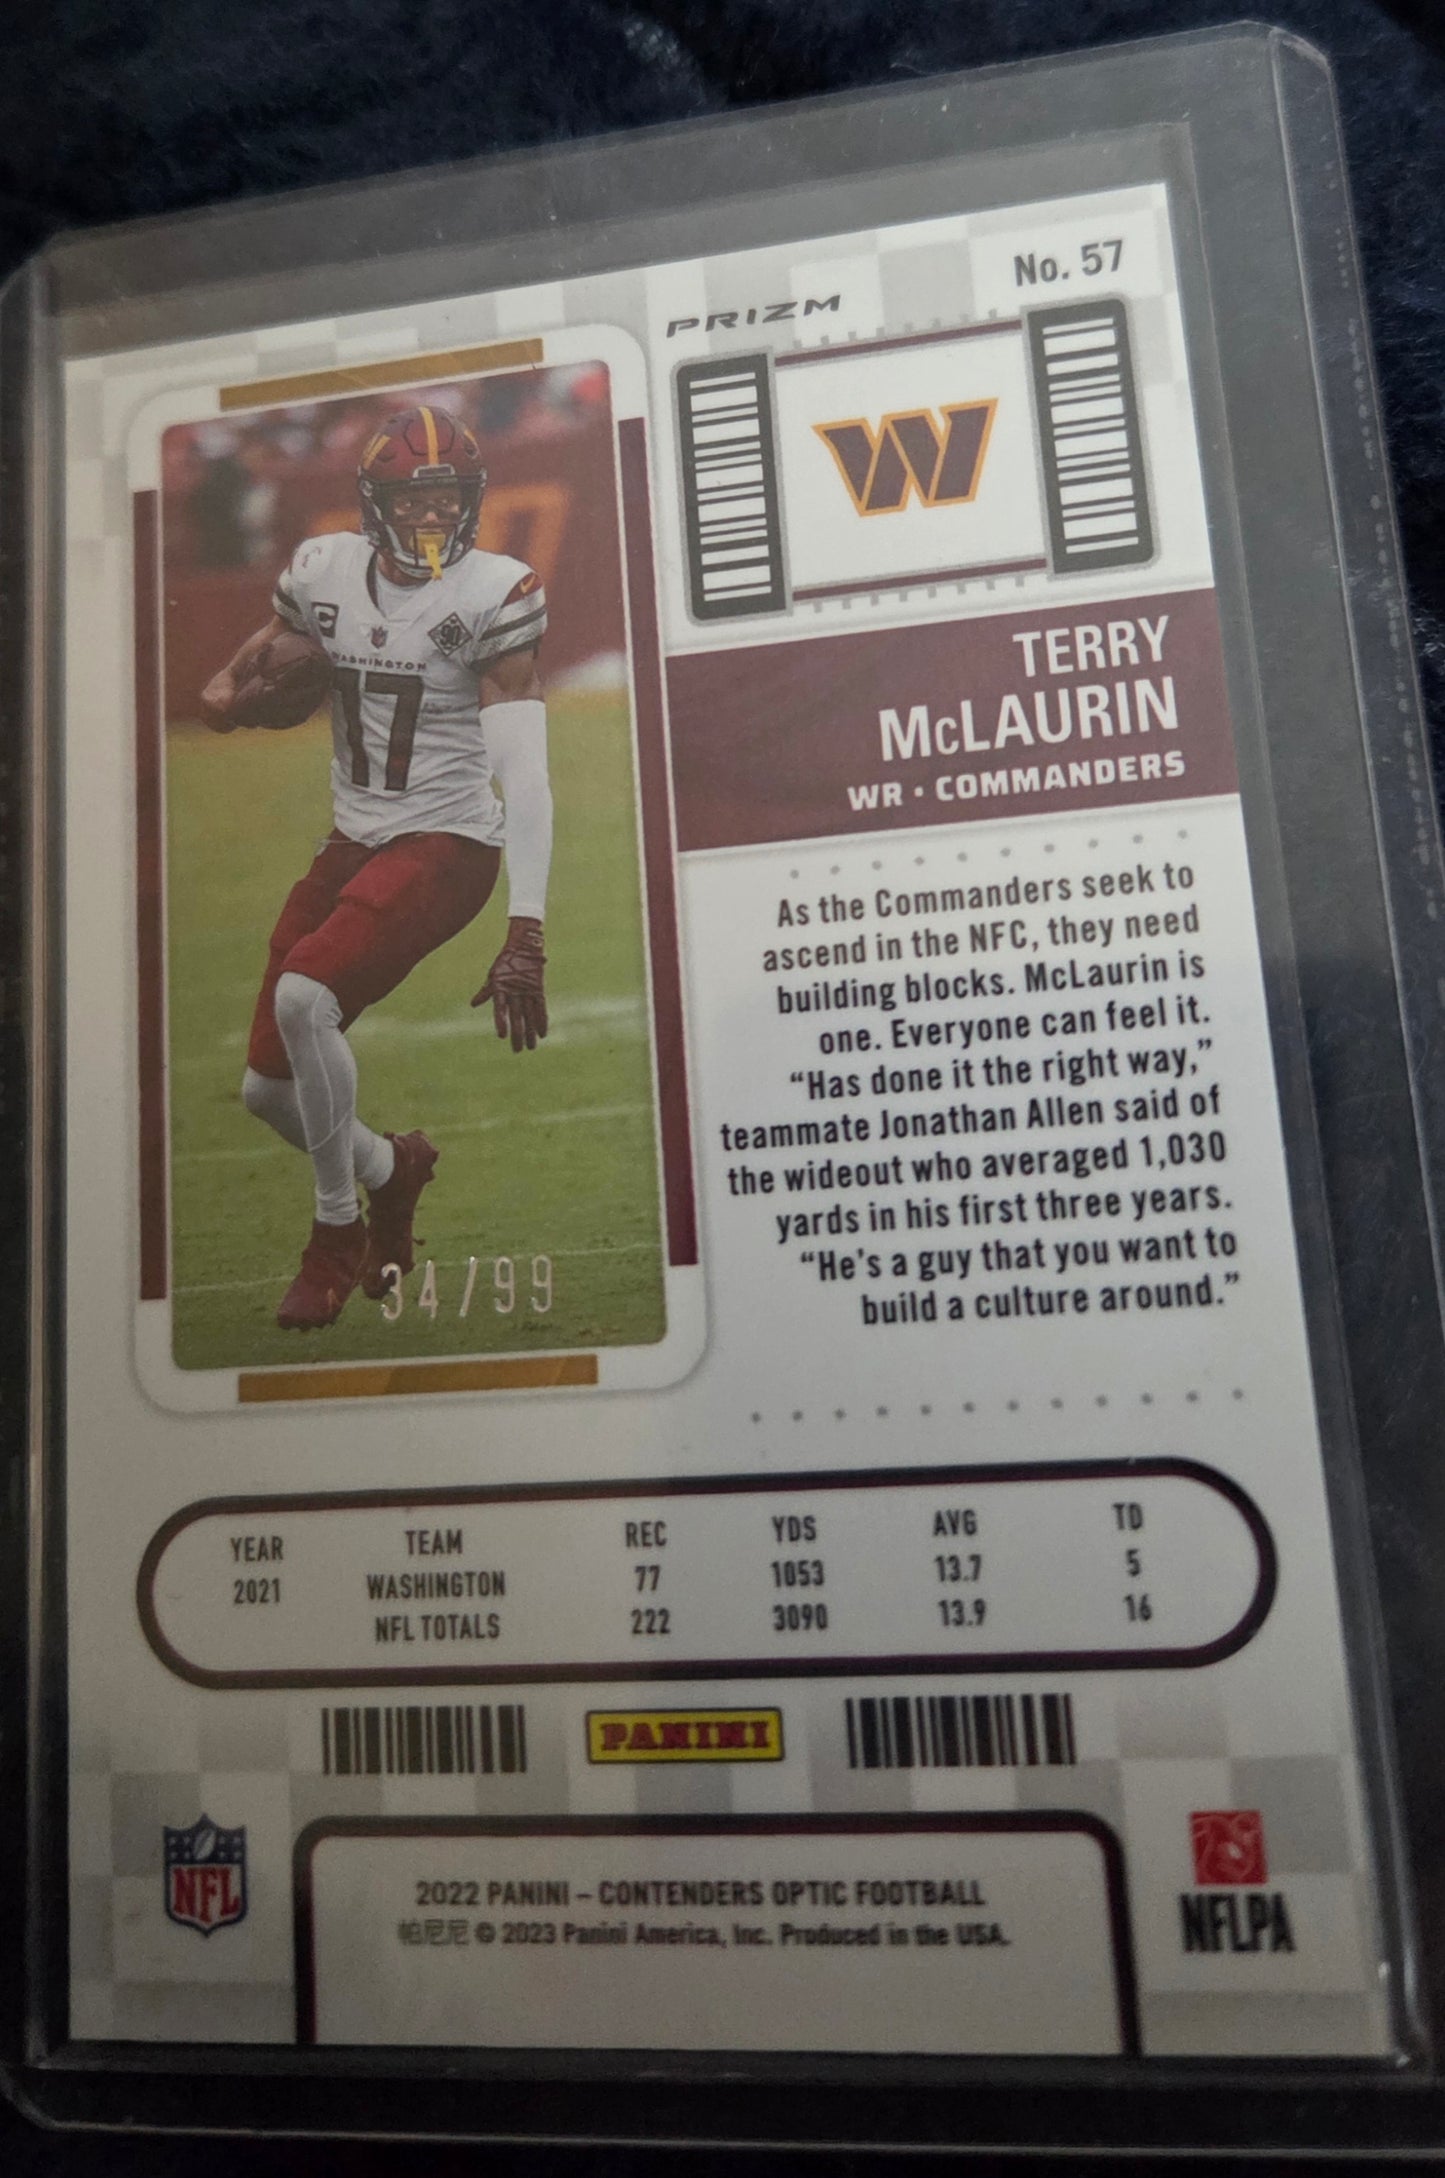 No. 57
PRIZM
W
TERRY
McLAURIN
WR • COMMANDERS
C
90
WASHINGTON
17
As the Commanders seek to
ascend in the NFC, they need
building blocks. McLaurin is
one. Everyone can feel it.
“Has done it the right way,”
teammate Jonathan Allen said of
the wideout who averaged 1,030
yards in his first three years.
“He’s a guy that you want to
build a culture around.”
34/99
YEAR TEAM REC YDS AVG TD
2021 WASHINGTON 77 1053 13.7 5
NFL TOTALS 222 3090 13.9 16
PANINI
NFL
NFLPA
2022 PANINI – CONTENDERS OPTIC FOOTBALL
帕尼尼 © 2023 Panini America, Inc. Produced in the USA.